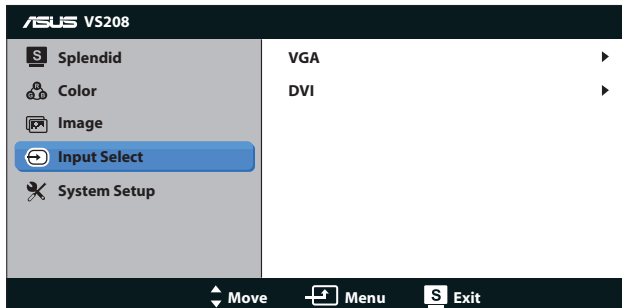 ASUS VS208
S Splendid
Color
Image
Input Select
System Setup
VGA
DVI
Move Menu S Exit